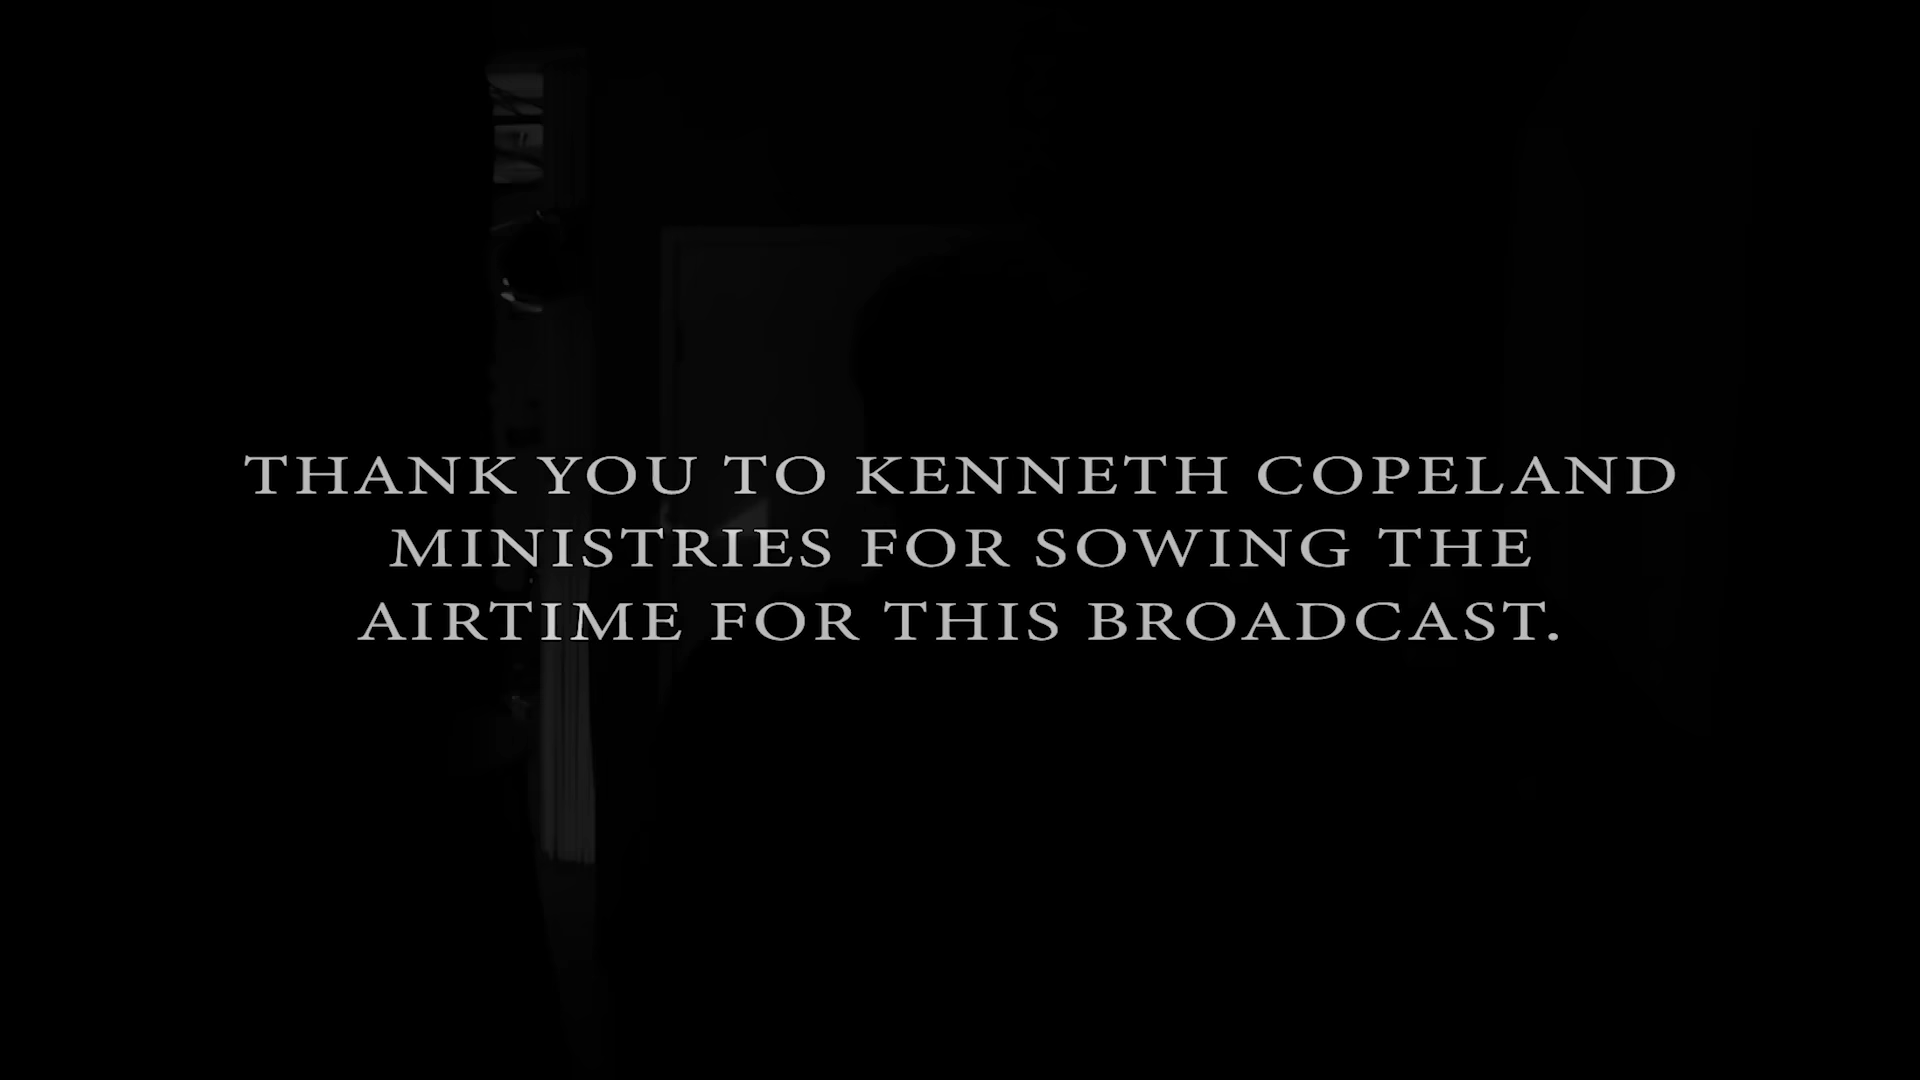 THANK YOU TO KENNETH COPELAND
MINISTRIES FOR SOWING THE
AIRTIME FOR THIS BROADCAST.